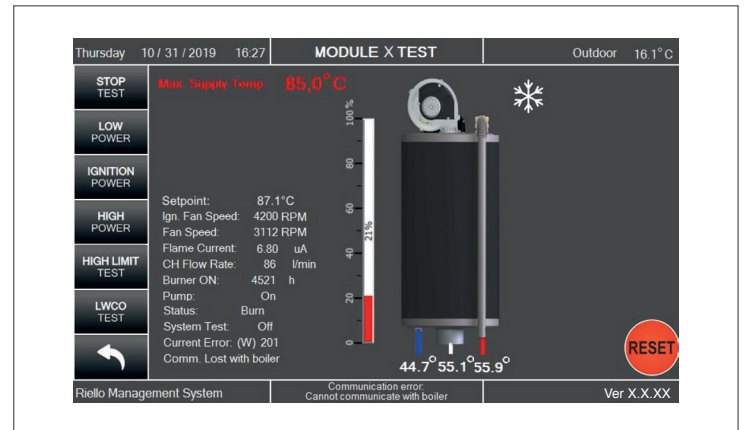 Thursday 10 / 31 / 2019 16:27 MODULE X TEST Outdoor 16.1°C
STOP
TEST
LOW
POWER
IGNITION
POWER
HIGH
POWER
HIGH LIMIT
TEST
LWCO
TEST
Max. Supply Temp. 85,0°C
Setpoint: 87.1°C
Ign. Fan Speed: 4200 RPM
Fan Speed: 3112 RPM
Flame Current: 6.80 uA
CH Flow Rate: 86 l/min
Burner ON: 4521 h
Pump: On
Status: Burn
System Test: Off
Current Error: (W) 201
Comm. Lost with boiler
100 %
80
60
40
20
0
21%
44.7° 55.1° 55.9°
RESET
Riello Management System
Communication error:
Cannot communicate with boiler
Ver X.X.XX